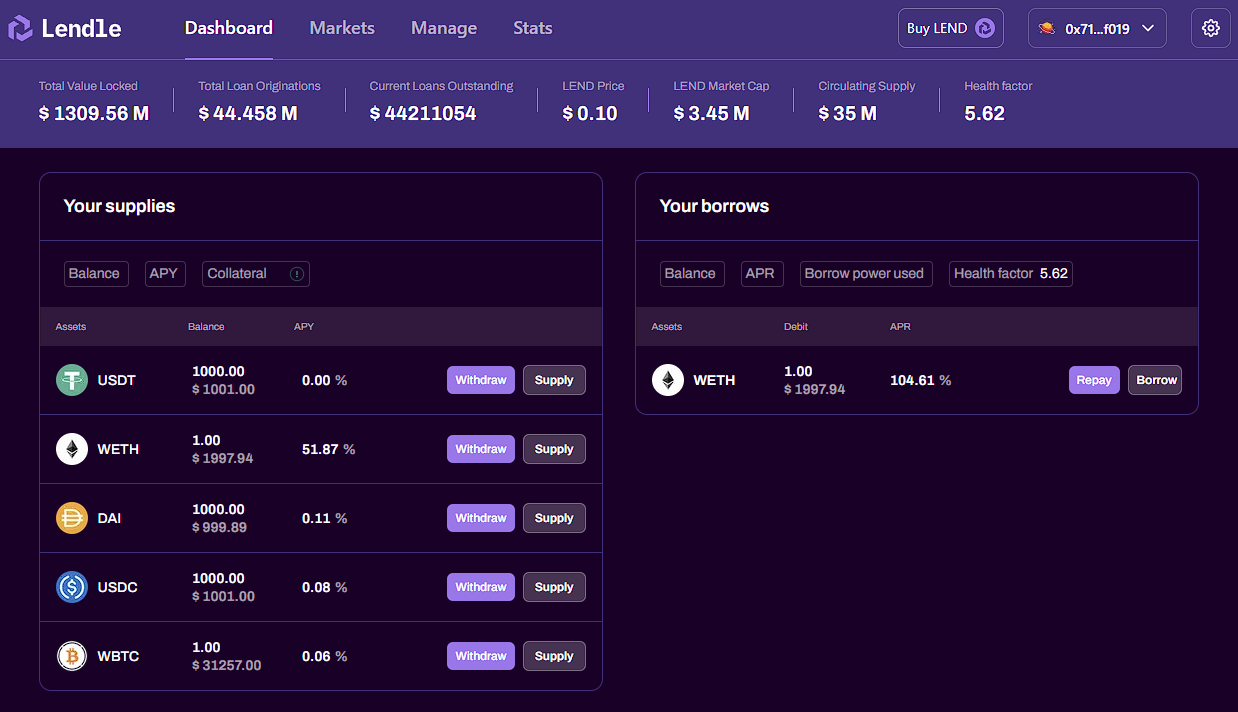 Lendle Dashboard Markets Manage Stats Buy LEND 0x71...f019
Total Value Locked Total Loan Originations Current Loans Outstanding LEND Price LEND Market Cap Circulating Supply Health factor
$ 1309.56 M $ 44.458 M $ 44211054 $ 0.10 $ 3.45 M $ 35 M 5.62
Your supplies
Balance APY Collateral
Assets Balance APY
USDT 1000.00 0.00 % Withdraw Supply
$ 1001.00
WETH 1.00 51.87 % Withdraw Supply
$ 1997.94
DAI 1000.00 0.11 % Withdraw Supply
$ 999.89
USDC 1000.00 0.08 % Withdraw Supply
$ 1001.00
WBTC 1.00 0.06 % Withdraw Supply
$ 31257.00
Your borrows
Balance APR Borrow power used Health factor 5.62
Assets Debit APR
WETH 1.00 104.61 % Repay Borrow
$ 1997.94